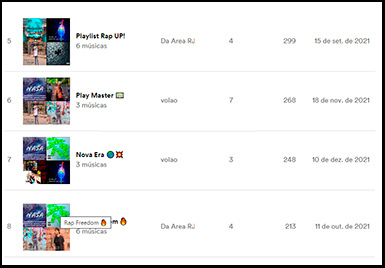 5 Playlist Rap UP! Da Area RJ 4 299 15 de set. de 2021
6 músicas
6 Play Master 💵 volao 7 268 18 de nov. de 2021
3 músicas
7 Nova Era 🌎💥 volao 3 248 10 de dez. de 2021
3 músicas
8 Rap Freedom 🔥 Da Area RJ 4 213 11 de out. de 2021
6 músicas